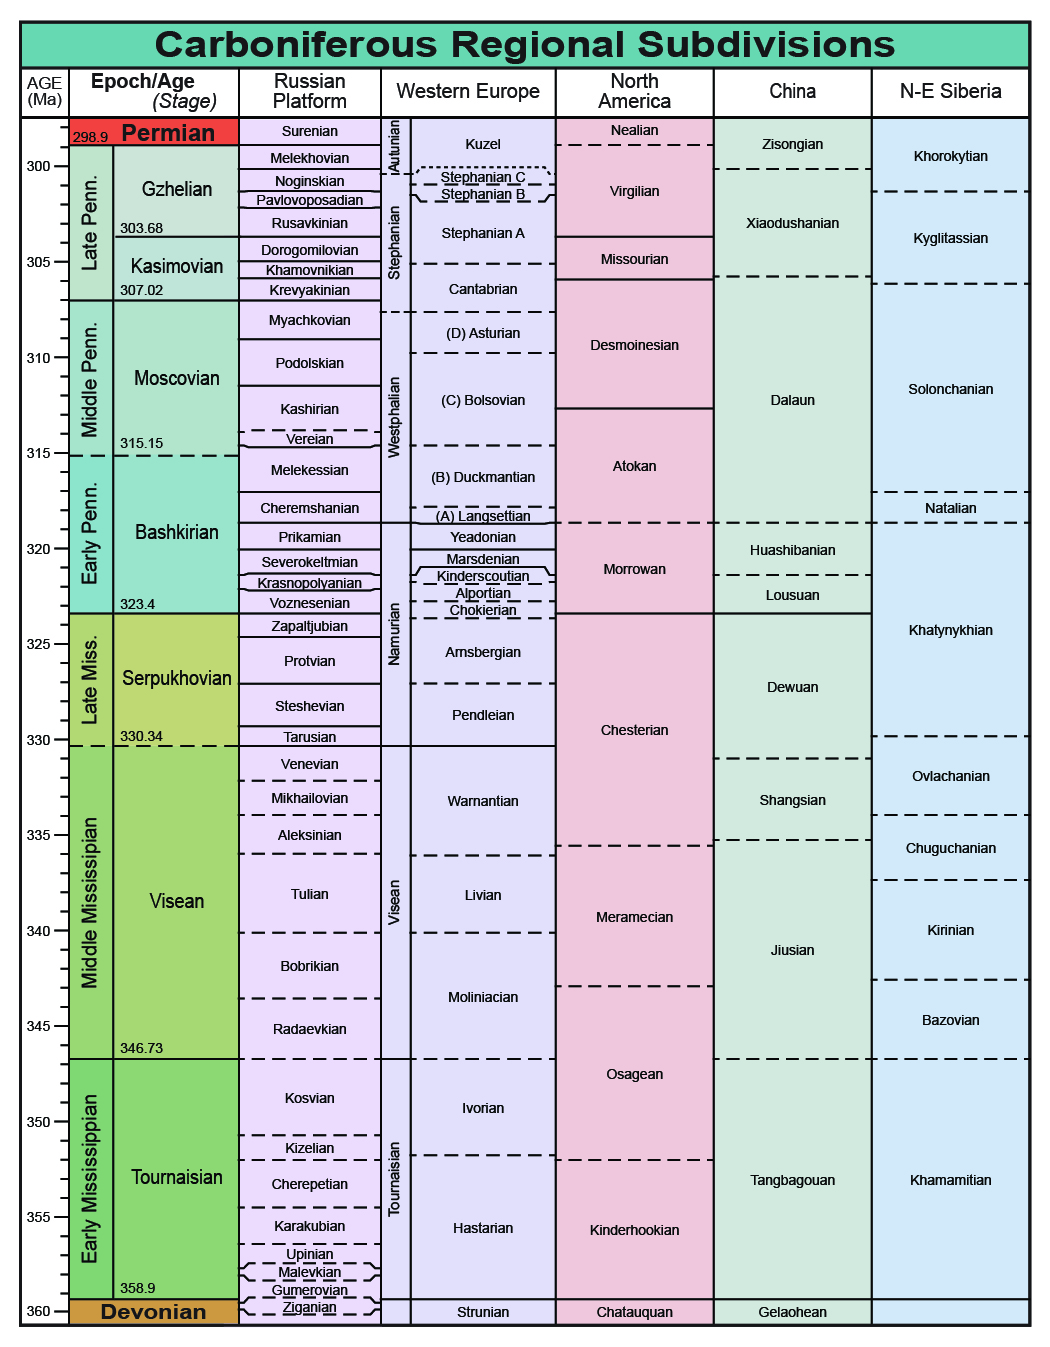 Carboniferous Regional Subdivisions
AGE
(Ma)
Epoch/Age
(Stage)
Russian
Platform
Western Europe
North
America
China
N-E Siberia
300
305
310
315
320
325
330
335
340
345
350
355
360
298.9 Permian
Late Penn.
Gzhelian
303.68
Kasimovian
307.02
Middle Penn.
Moscovian
315.15
Early Penn.
Bashkirian
323.4
Late Miss.
Serpukhovian
330.34
Middle Mississipian
Visean
346.73
Early Mississippian
Tournaisian
358.9
Devonian
Surenian
Melekhovian
Noginskian
Pavlovoposadian
Rusavkinian
Dorogomilovian
Khamovnikian
Krevyakinian
Myachkovian
Podolskian
Kashirian
Vereian
Melekessian
Cheremshanian
Prikamian
Severokeltmian
Krasnopolyanian
Voznesenian
Zapaltjubian
Protvian
Steshevian
Tarusian
Venevian
Mikhailovian
Aleksinian
Tulian
Bobrikian
Radaevkian
Kosvian
Kizelian
Cherepetian
Karakubian
Upinian
Malevkian
Gumerovian
Ziganian
Autunian
Stephanian
Westphalian
Namurian
Visean
Tournaisian
Kuzel
Stephanian C
Stephanian B
Stephanian A
Cantabrian
(D) Asturian
(C) Bolsovian
(B) Duckmantian
(A) Langsettian
Yeadonian
Marsdenian
Kinderscoutian
Alportian
Chokierian
Arnsbergian
Pendleian
Warnantian
Livian
Moliniacian
Ivorian
Hastarian
Strunian
Nealian
Virgilian
Missourian
Desmoinesian
Atokan
Morrowan
Chesterian
Meramecian
Osagean
Kinderhookian
Chatauquan
Zisongian
Xiaodushanian
Dalaun
Huashibanian
Lousuan
Dewuan
Shangsian
Jiusian
Tangbagouan
Gelaohean
Khorokytian
Kyglitassian
Solonchanian
Natalian
Khatynykhian
Ovlachanian
Chuguchanian
Kirinian
Bazovian
Khamamitian